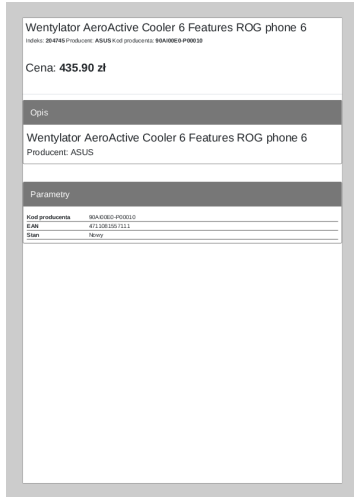 Wentylator AeroActive Cooler 6 Features ROG phone 6
Indeks: 204745 Producent: ASUS Kod producenta: 90AI00E0-P00010
Cena: 435.90 zł
Opis
Wentylator AeroActive Cooler 6 Features ROG phone 6
Producent: ASUS
Parametry
Kod producenta 90AI00E0-P00010
EAN 4711081557111
Stan Nowy